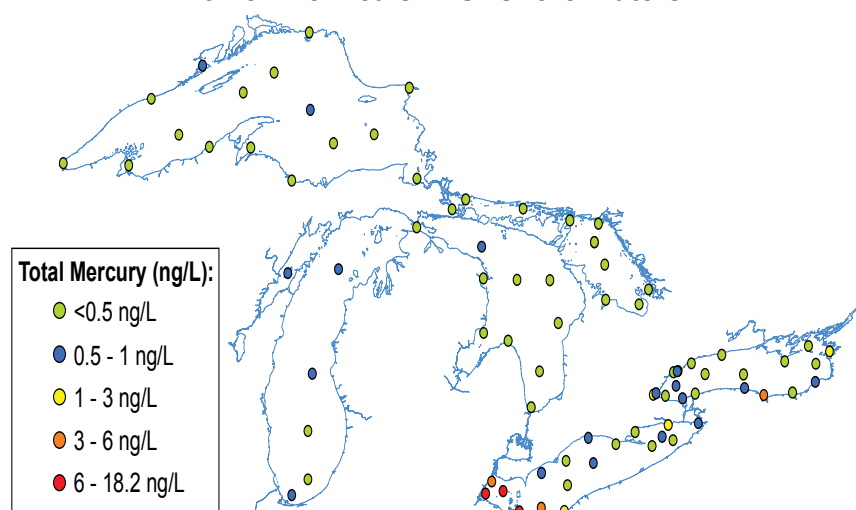 Total Mercury (ng/L):
<0.5 ng/L
0.5 - 1 ng/L
1 - 3 ng/L
3 - 6 ng/L
6 - 18.2 ng/L